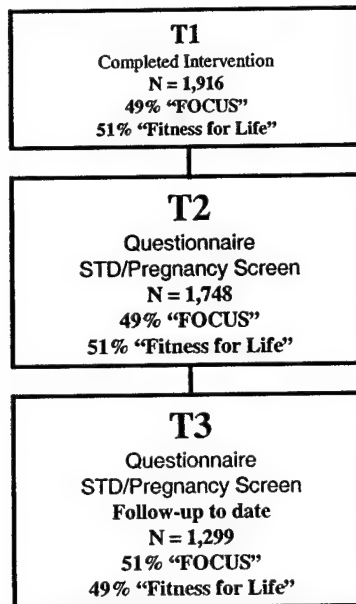 T1
Completed Intervention
N = 1,916
49% “FOCUS”
51% “Fitness for Life”
T2
Questionnaire
STD/Pregnancy Screen
N = 1,748
49% “FOCUS”
51% “Fitness for Life”
T3
Questionnaire
STD/Pregnancy Screen
Follow-up to date
N = 1,299
51% “FOCUS”
49% “Fitness for Life”